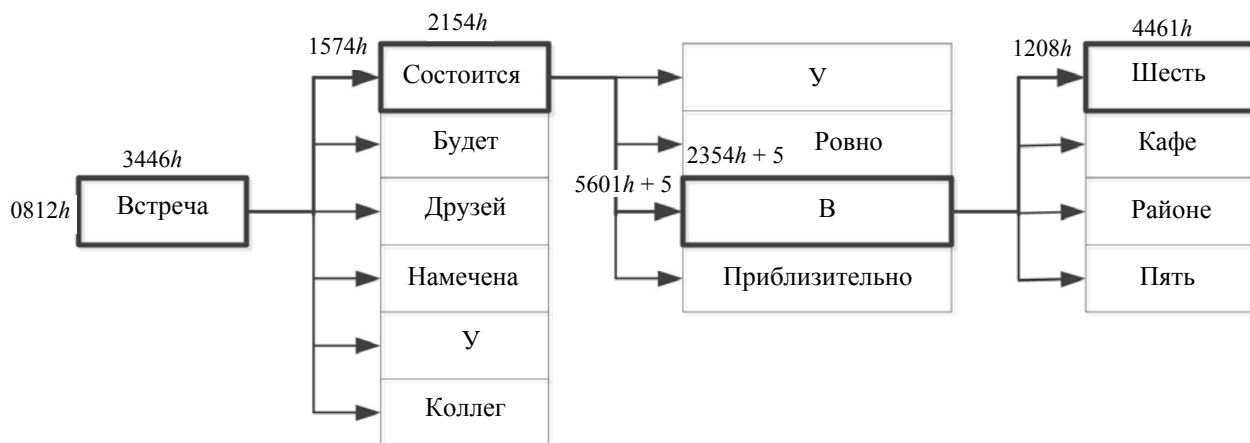 0812h
3446h
Встреча
1574h
2154h
Состоится
Будет
Друзей
Намечена
У
Коллег
У
Ровно
2354h + 5
5601h + 5
В
Приблизительно
1208h
4461h
Шесть
Кафе
Районе
Пять